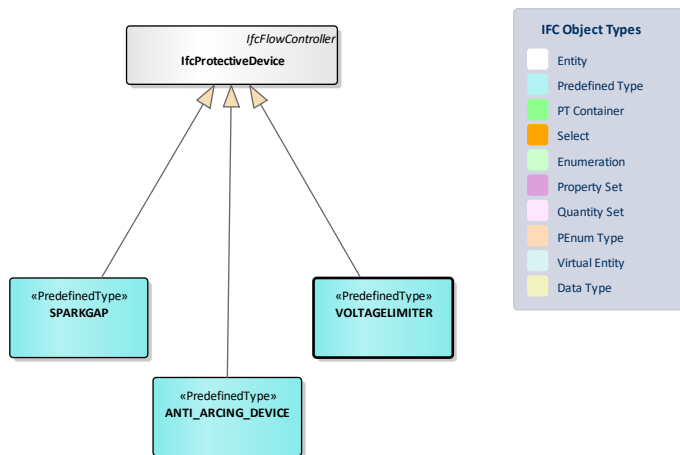 IfcFlowController
IfcProtectiveDevice
«PredefinedType»
SPARKGAP
«PredefinedType»
VOLTAGELIMITER
«PredefinedType»
ANTI_ARCING_DEVICE
IFC Object Types
Entity
Predefined Type
PT Container
Select
Enumeration
Property Set
Quantity Set
PEnum Type
Virtual Entity
Data Type